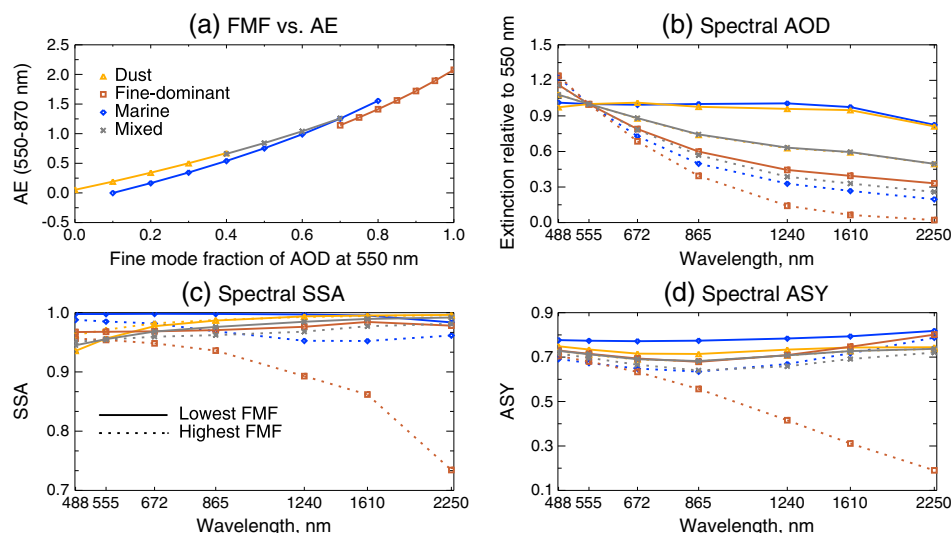 (a) FMF vs. AE
AE (550-870 nm)
2.5
2.0
1.5
1.0
0.5
0.0
-0.5
Dust
Fine-dominant
Marine
Mixed
0.0 0.2 0.4 0.6 0.8 1.0
Fine mode fraction of AOD at 550 nm
(b) Spectral AOD
Extinction relative to 550 nm
1.5
1.2
0.9
0.6
0.3
0.0
488 555 672 865 1240 1610 2250
Wavelength, nm
(c) Spectral SSA
SSA
1.0
0.9
0.8
0.7
Lowest FMF
Highest FMF
488 555 672 865 1240 1610 2250
Wavelength, nm
(d) Spectral ASY
ASY
0.9
0.7
0.5
0.3
0.1
488 555 672 865 1240 1610 2250
Wavelength, nm